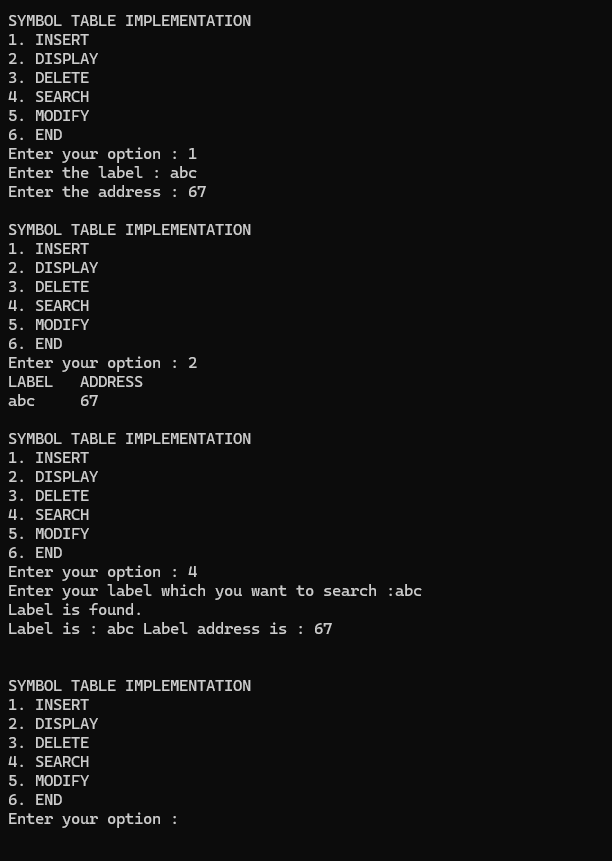 SYMBOL TABLE IMPLEMENTATION
1. INSERT
2. DISPLAY
3. DELETE
4. SEARCH
5. MODIFY
6. END
Enter your option : 1
Enter the label : abc
Enter the address : 67
SYMBOL TABLE IMPLEMENTATION
1. INSERT
2. DISPLAY
3. DELETE
4. SEARCH
5. MODIFY
6. END
Enter your option : 2
LABEL   ADDRESS
abc     67
SYMBOL TABLE IMPLEMENTATION
1. INSERT
2. DISPLAY
3. DELETE
4. SEARCH
5. MODIFY
6. END
Enter your option : 4
Enter your label which you want to search :abc
Label is found.
Label is : abc Label address is : 67
SYMBOL TABLE IMPLEMENTATION
1. INSERT
2. DISPLAY
3. DELETE
4. SEARCH
5. MODIFY
6. END
Enter your option :